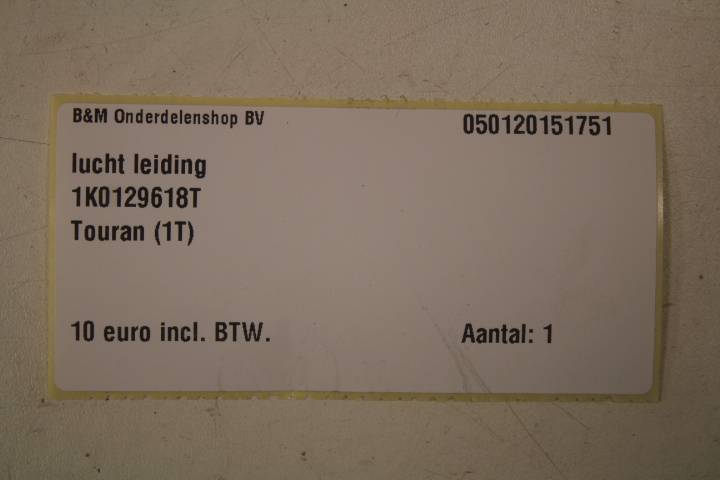 B&M Onderdelenshop BV 050120151751
lucht leiding
1K0129618T
Touran (1T)
10 euro incl. BTW. Aantal: 1